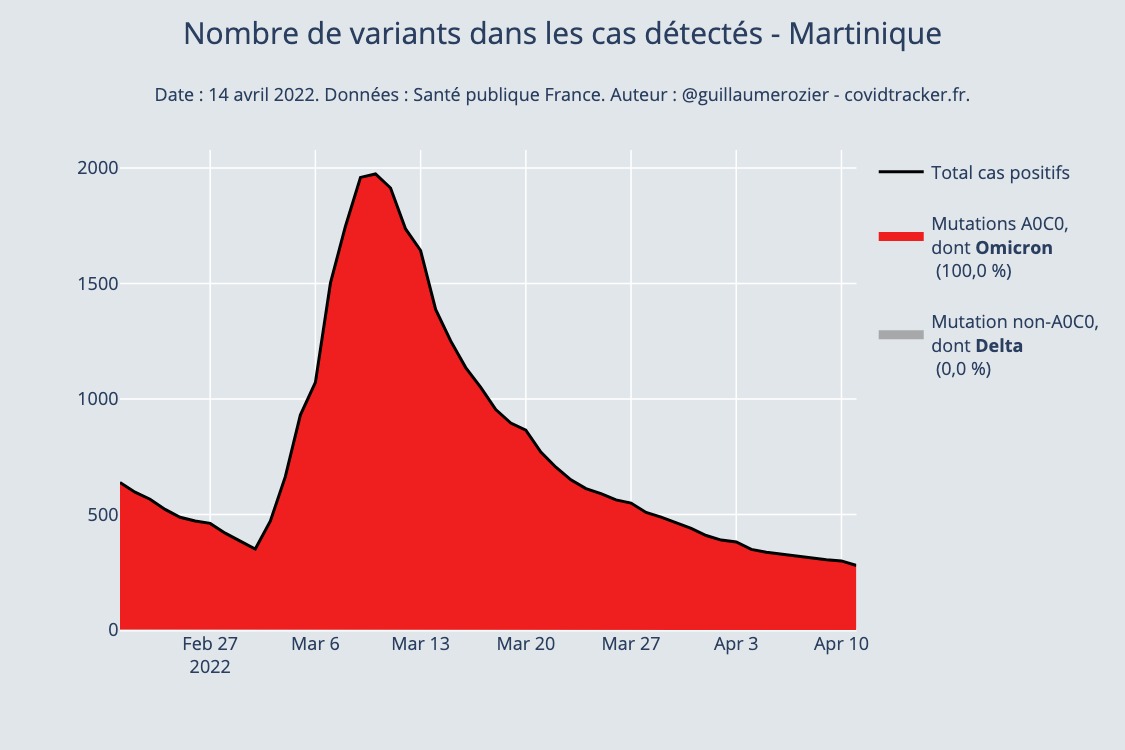 Nombre de variants dans les cas détectés - Martinique
Date : 14 avril 2022. Données : Santé publique France. Auteur : @guillaumerozier - covidtracker.fr.
2000
1500
1000
500
0
Feb 27
2022
Mar 6
Mar 13
Mar 20
Mar 27
Apr 3
Apr 10
Total cas positifs
Mutations A0C0,
dont Omicron
(100,0 %)
Mutation non-A0C0,
dont Delta
(0,0 %)